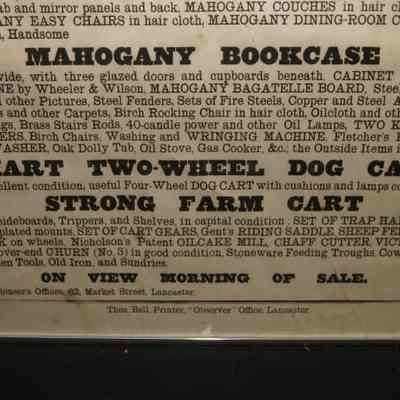 ab and mirror panels and back, MAHOGANY COUCHES in hair cl
ANY EASY CHAIRS in hair cloth, MAHOGANY DINING-ROOM C
, Handsome
MAHOGANY BOOKCASE
wide, with three glazed doors and cupboards beneath, CABINET
NE by Wheeler & Wilson, MAHOGANY BAGATELLE BOARD, Steel
l other Pictures, Steel Fenders, Sets of Fire Steels, Copper and Steel A
s and other Carpets, Birch Rocking Chair in hair cloth, Oilcloth and oth
gs, Brass Stairs Rods, 40-candle power and other Oil Lamps, TWO K
ERS, Birch Chairs, Washing and WRINGING MACHINE, Fletcher's
WASHER, Oak Dolly Tub, Oil Stove, Gas Cooker, &c.; the Outside Items i
MART TWO-WHEEL DOG CA
cellent condition, useful Four-Wheel DOG CART with cushions and lamps co
STRONG FARM CART
sideboards, Trippers, and Shelves, in capital condition; SET OF TRAP HA
plated mounts, SET OF CART GEARS, Gent's RIDING SADDLE, SHEEP FE
K on wheels, Nicholson's Patent OILCAKE MILL, CHAFF CUTTER, VIC
over-end CHURN (No. 5) in good condition, Stoneware Feeding Troughs, Cow
en Tools, Old Iron, and Sundries.
ON VIEW MORNING OF SALE.
ioneer's Offices, 62, Market Street, Lancaster.
Thos. Bell, Printer, "Observer" Office, Lancaster